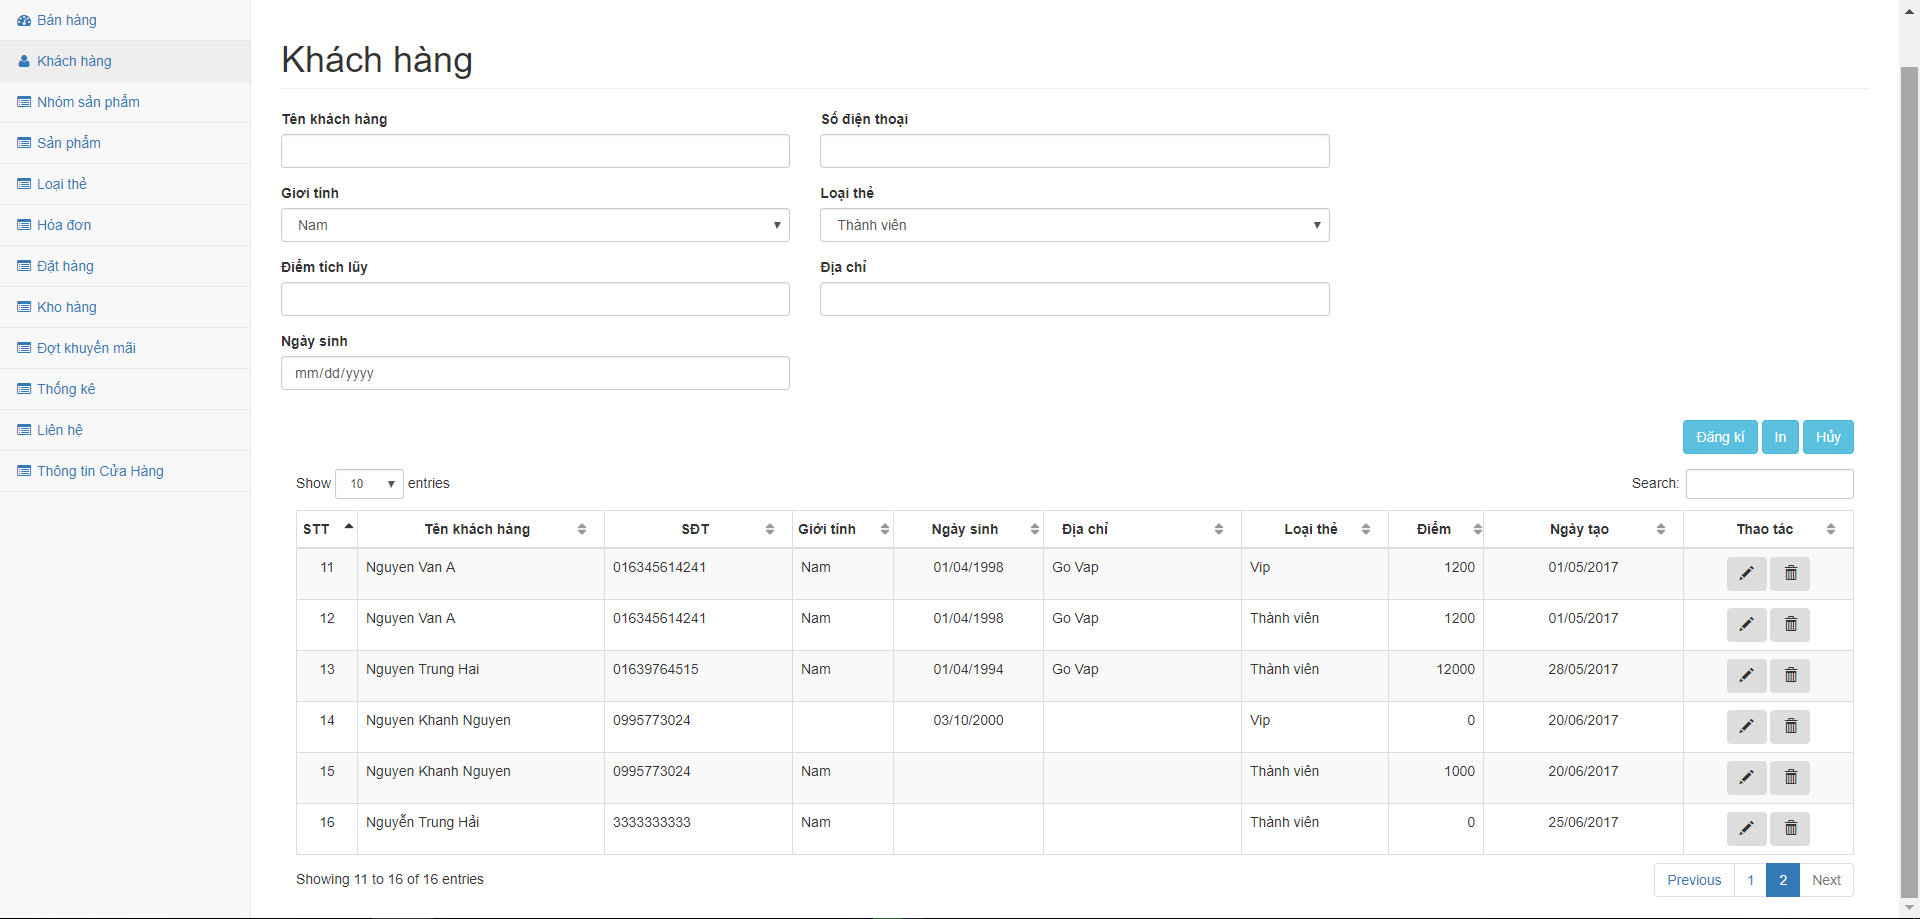 Bán hàng
Khách hàng
Nhóm sản phẩm
Sản phẩm
Loại thẻ
Hóa đơn
Đặt hàng
Kho hàng
Đợt khuyến mãi
Thống kê
Liên hệ
Thông tin Cửa Hàng
Khách hàng
Tên khách hàng Số điện thoại
Giơi tính Loại thẻ
Nam Thành viên
Điểm tích lũy Địa chỉ
Ngày sinh
mm/dd/yyyy
Đăng kí In Hủy
Show 10 entries Search:
STT Tên khách hàng SĐT Giới tính Ngày sinh Địa chỉ Loại thẻ Điểm Ngày tạo Thao tác
11 Nguyen Van A 016345614241 Nam 01/04/1998 Go Vap Vip 1200 01/05/2017
12 Nguyen Van A 016345614241 Nam 01/04/1998 Go Vap Thành viên 1200 01/05/2017
13 Nguyen Trung Hai 01639764515 Nam 01/04/1994 Go Vap Thành viên 12000 28/05/2017
14 Nguyen Khanh Nguyen 0995773024 03/10/2000 Vip 0 20/06/2017
15 Nguyen Khanh Nguyen 0995773024 Nam Thành viên 1000 20/06/2017
16 Nguyễn Trung Hải 3333333333 Nam Thành viên 0 25/06/2017
Showing 11 to 16 of 16 entries Previous 1 2 Next